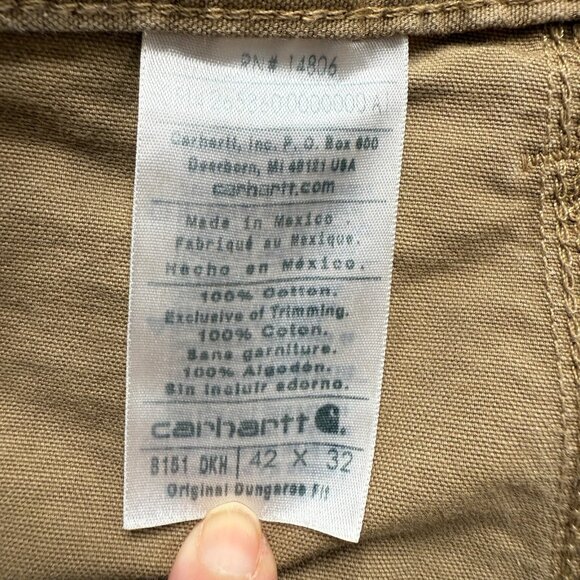 RN# 14806
Carhartt, Inc. P. O. Box 600
Deerborn, MI 48121 USA
carhartt.com
Made in Mexico.
Fabriqué au Mexique.
Hecho en México.
100% Cotton.
Exclusive of Trimming.
100% Coton.
Sans garniture.
100% Algodón.
Sin incluir adorno.
carhartt
B151 DKH | 42 X 32
Original Dungaree Fit